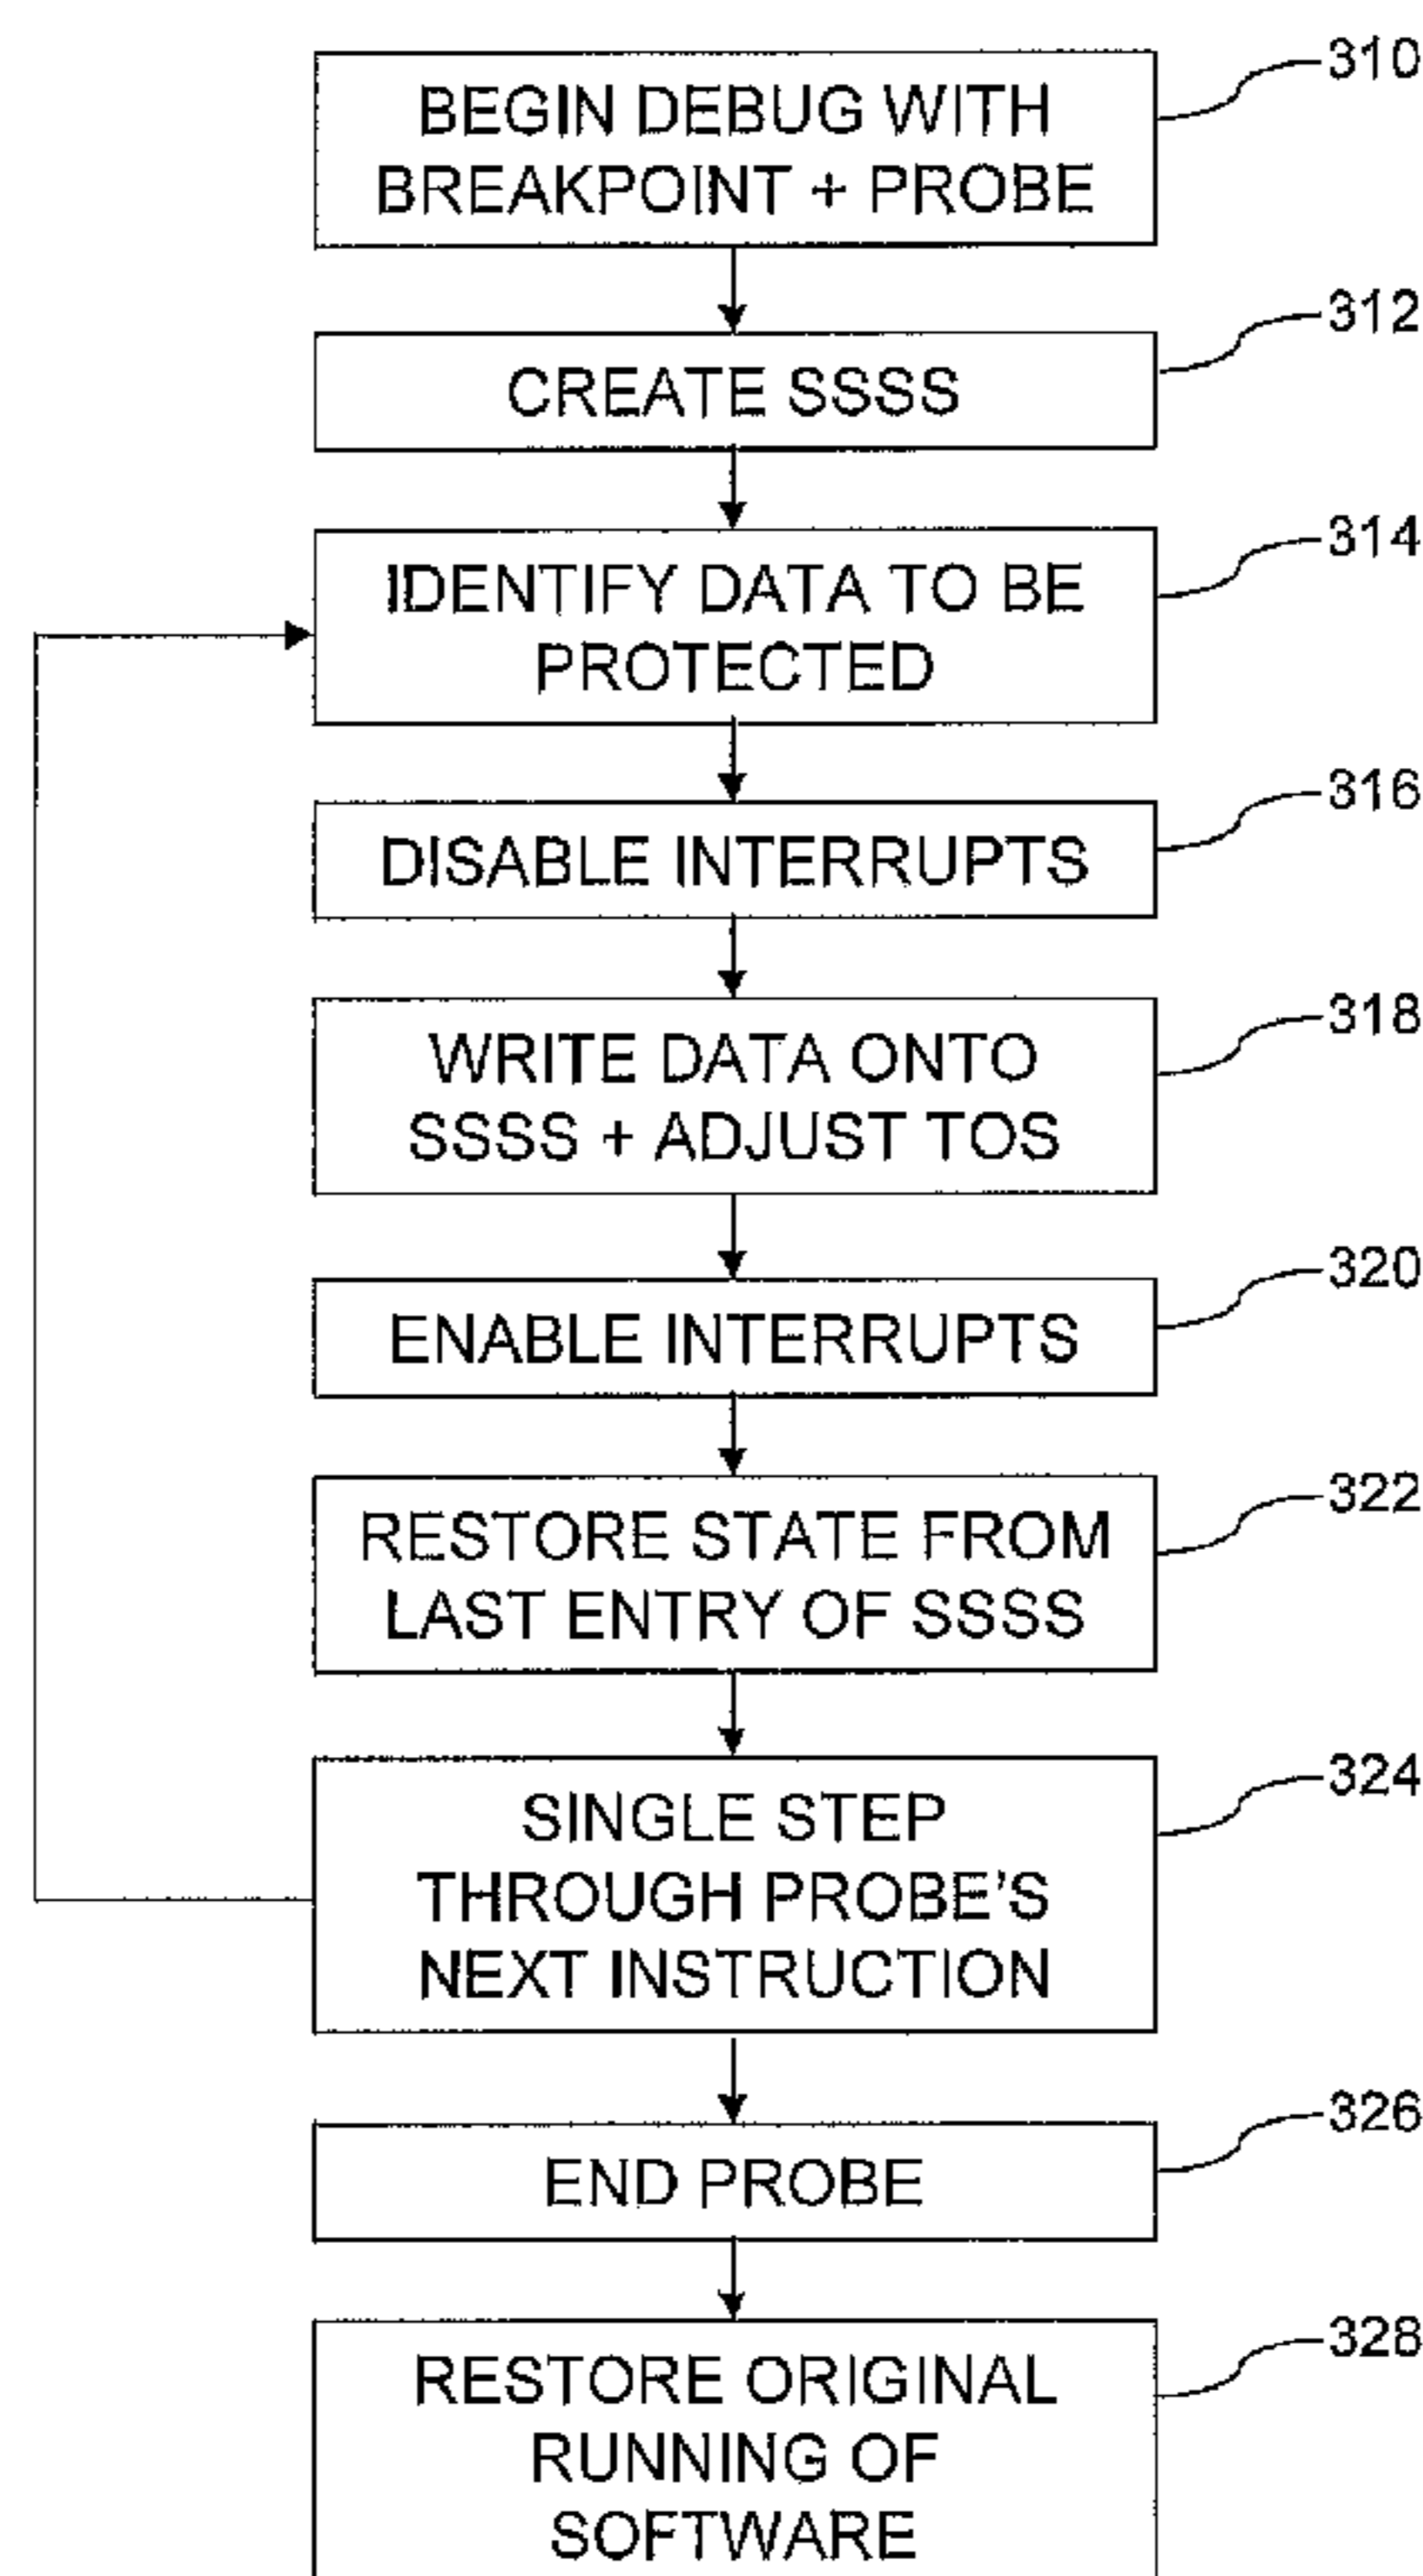 BEGIN DEBUG WITH
BREAKPOINT + PROBE
310
CREATE SSSS
312
IDENTIFY DATA TO BE
PROTECTED
314
DISABLE INTERRUPTS
316
WRITE DATA ONTO
SSSS + ADJUST TOS
318
ENABLE INTERRUPTS
320
RESTORE STATE FROM
LAST ENTRY OF SSSS
322
SINGLE STEP
THROUGH PROBE'S
NEXT INSTRUCTION
324
END PROBE
326
RESTORE ORIGINAL
RUNNING OF
SOFTWARE
328